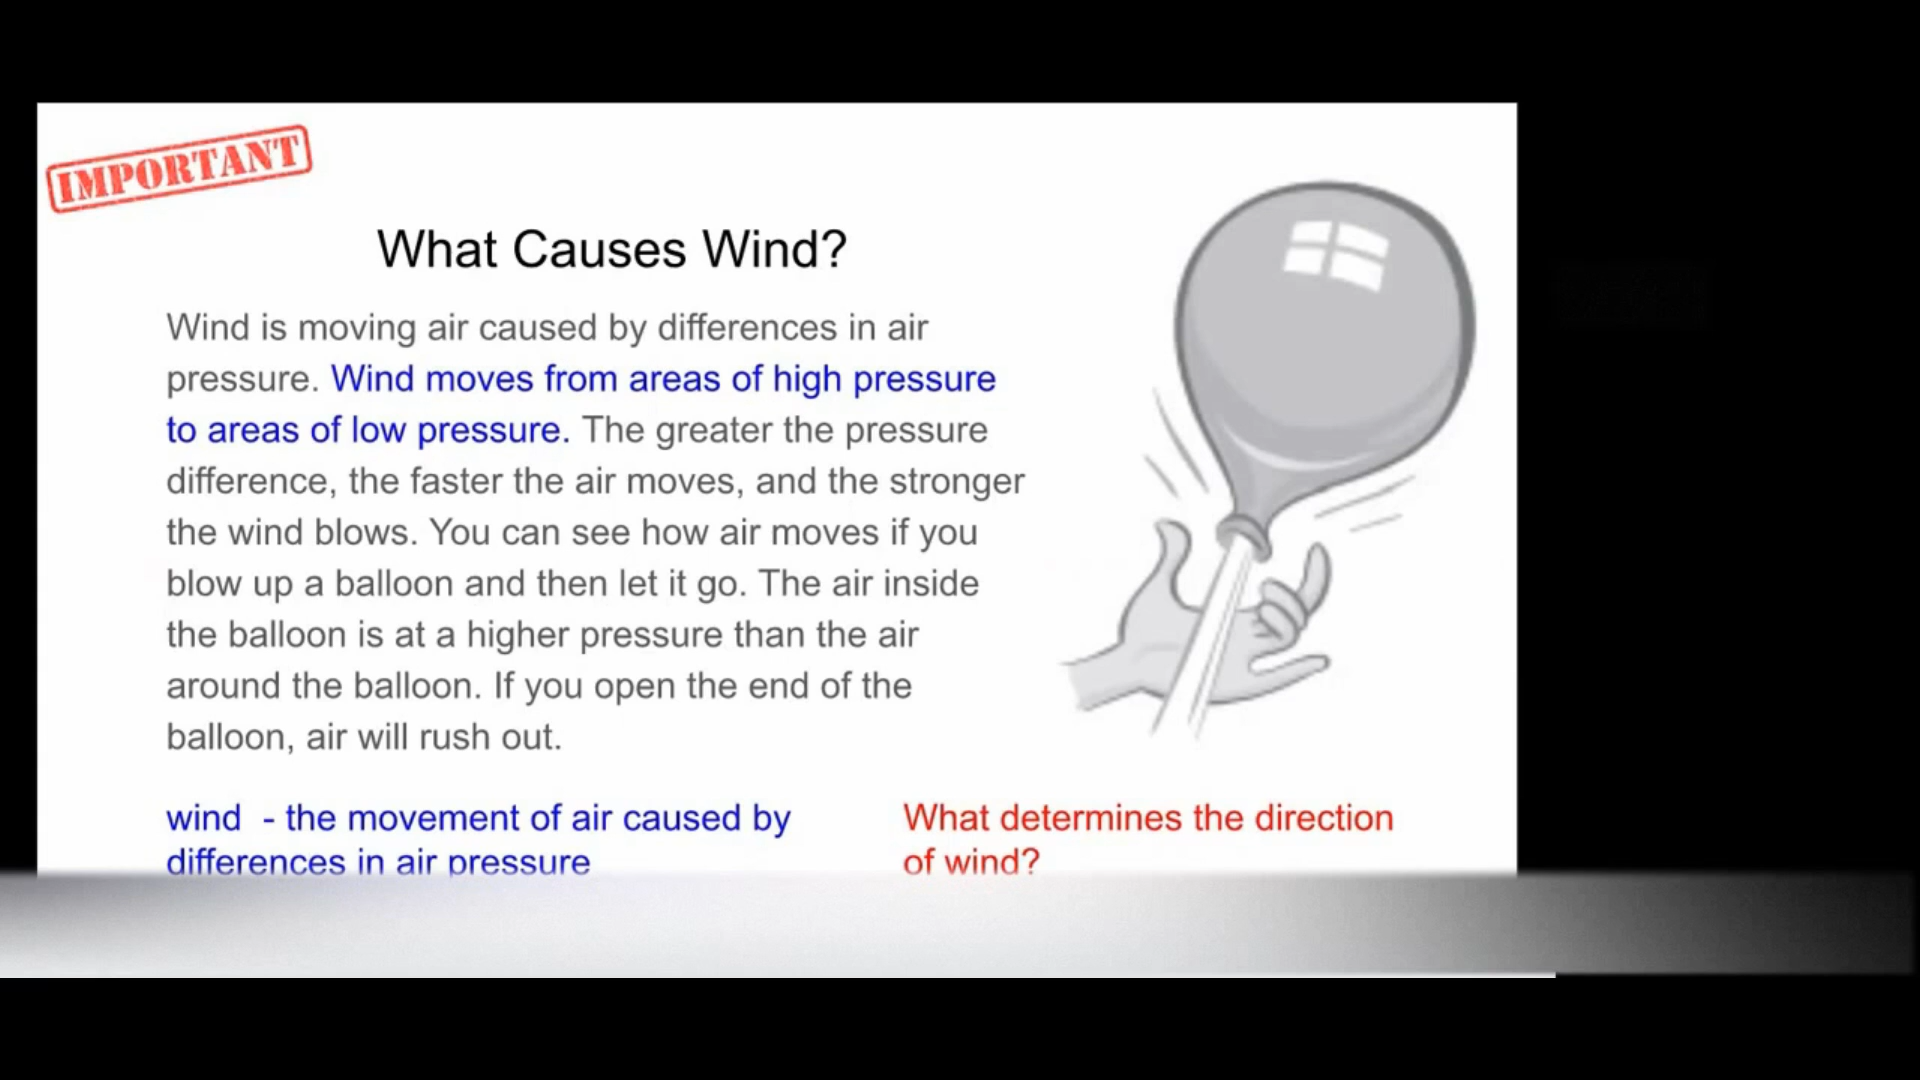 IMPORTANT
What Causes Wind?
Wind is moving air caused by differences in air
pressure. Wind moves from areas of high pressure
to areas of low pressure. The greater the pressure
difference, the faster the air moves, and the stronger
the wind blows. You can see how air moves if you
blow up a balloon and then let it go. The air inside
the balloon is at a higher pressure than the air
around the balloon. If you open the end of the
balloon, air will rush out.
wind - the movement of air caused by
differences in air pressure
What determines the direction
of wind?